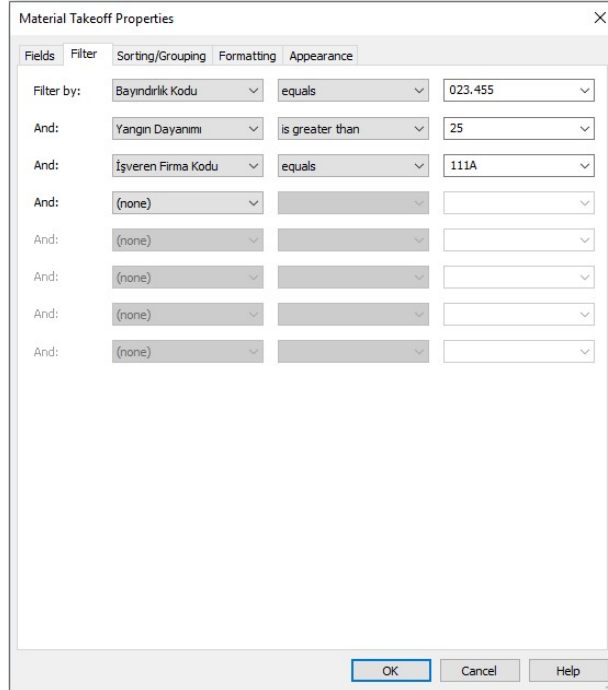 Material Takeoff Properties
Fields Filter Sorting/Grouping Formatting Appearance
Filter by: Bayındırlık Kodu equals 023.455
And: Yangın Dayanımı is greater than 25
And: İşveren Firma Kodu equals 111A
And: (none)
And: (none)
And: (none)
And: (none)
And: (none)
OK Cancel Help